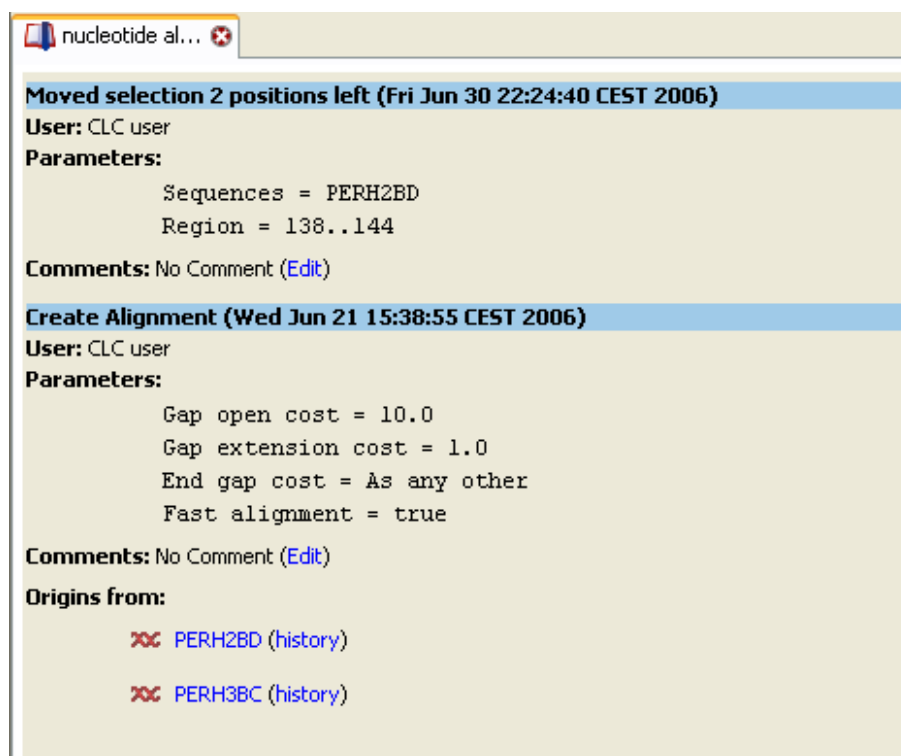 nucleotide al...
Moved selection 2 positions left (Fri Jun 30 22:24:40 CEST 2006)
User: CLC user
Parameters:
Sequences = PERH2BD
Region = 138..144
Comments: No Comment (Edit)
Create Alignment (Wed Jun 21 15:38:55 CEST 2006)
User: CLC user
Parameters:
Gap open cost = 10.0
Gap extension cost = 1.0
End gap cost = As any other
Fast alignment = true
Comments: No Comment (Edit)
Origins from:
PERH2BD (history)
PERH3BC (history)